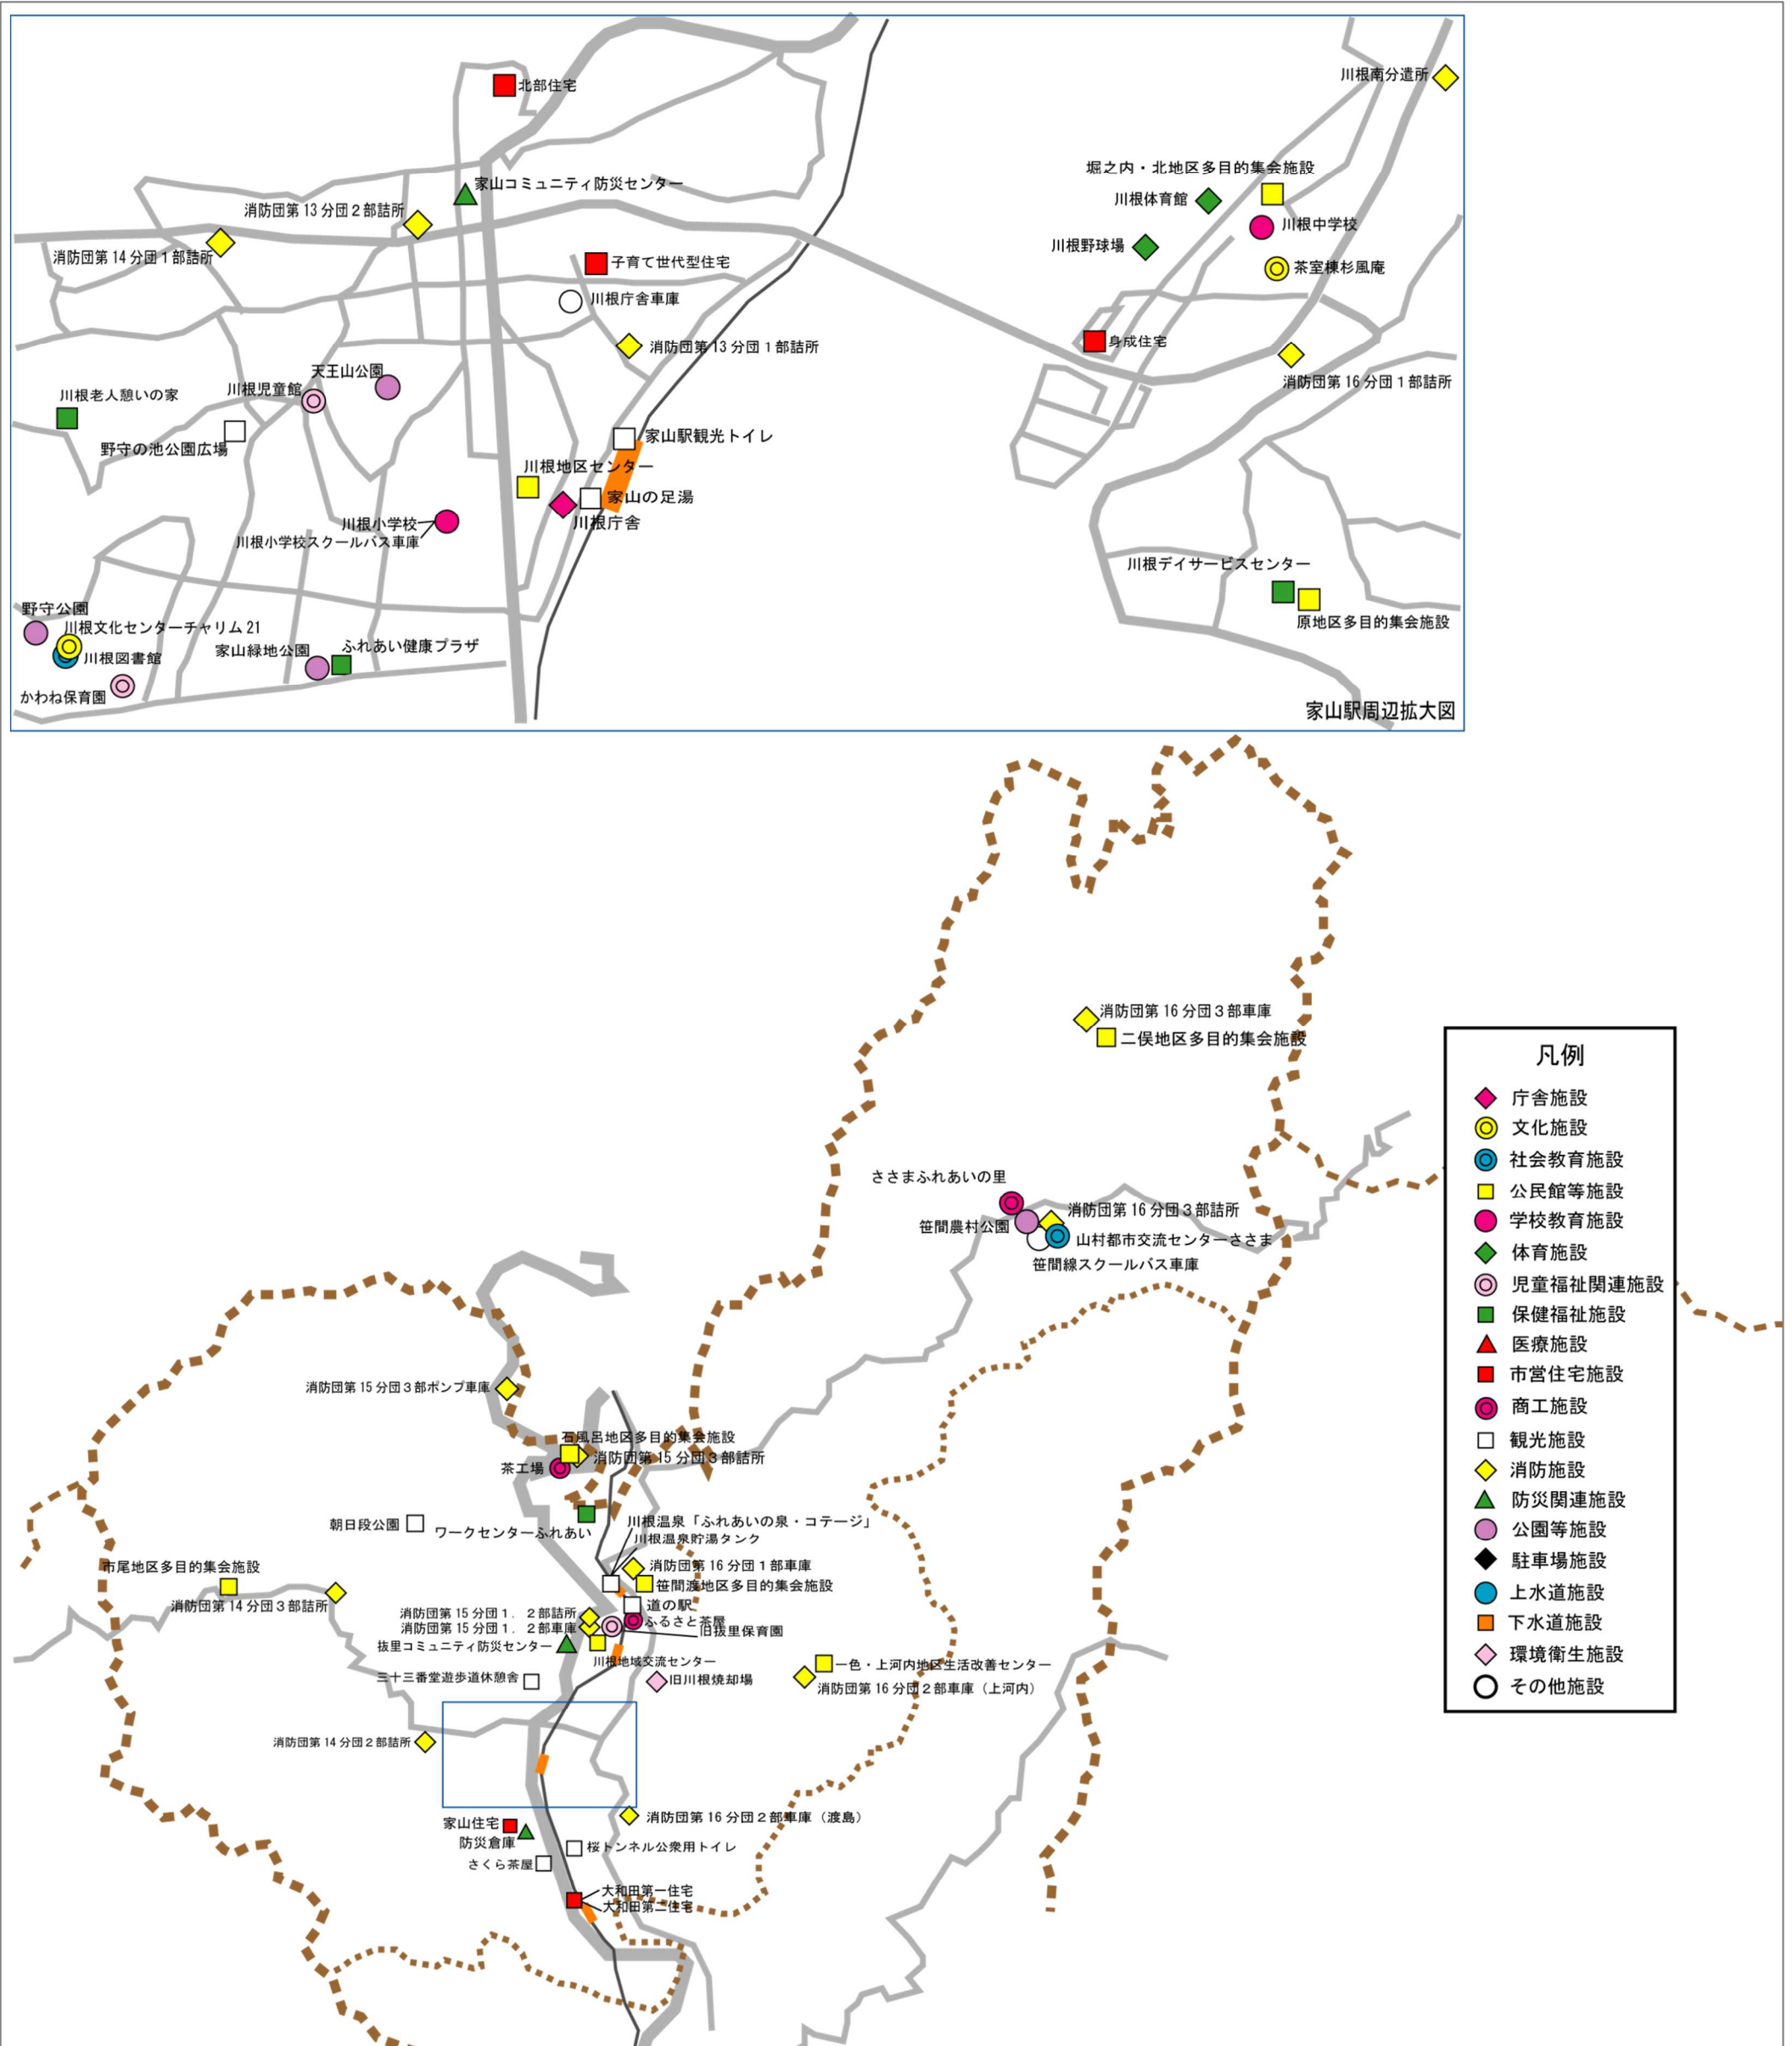 北部住宅
川根南分遣所
家山コミュニティ防災センター
堀之内・北地区多目的集会施設
川根体育館
消防団第13分団２部詰所
川根中学校
川根野球場
消防団第14分団１部詰所
子育て世代型住宅
茶室棟杉風庵
川根庁舎車庫
身成住宅
消防団第13分団１部詰所
天王山公園
消防団第16分団１部詰所
川根児童館
川根老人憩いの家
家山駅観光トイレ
野守の池公園広場
川根地区センター
家山の足湯
川根庁舎
川根小学校
川根小学校スクールバス車庫
川根デイサービスセンター
野守公園
原地区多目的集会施設
川根文化センターチャリム21
ふれあい健康プラザ
家山緑地公園
川根図書館
かわね保育園
家山駅周辺拡大図
消防団第16分団３部車庫
二俣地区多目的集会施設
ささまふれあいの里
消防団第16分団３部詰所
笹間農村公園
山村都市交流センターささま
笹間線スクールバス車庫
消防団第15分団３部ポンプ車庫
石風呂地区多目的集会施設
消防団第15分団３部詰所
茶工場
朝日段公園
ワークセンターふれあい
川根温泉「ふれあいの泉・コテージ」
川根温泉貯湯タンク
市尾地区多目的集会施設
消防団第16分団１部車庫
笹間渡地区多目的集会施設
消防団第14分団３部詰所
道の駅
消防団第15分団１．２部詰所
ふるさと茶屋
消防団第15分団１．２部車庫
旧抜里保育園
抜里コミュニティ防災センター
川根地域交流センター
一色・上河内地区生活改善センター
三十三番堂遊歩道休憩舎
旧川根焼却場
消防団第16分団２部車庫（上河内）
消防団第14分団２部詰所
消防団第16分団２部車庫（渡島）
家山住宅
防災倉庫
桜トンネル公衆用トイレ
さくら茶屋
大和田第一住宅
大和田第二住宅
凡例
庁舎施設
文化施設
社会教育施設
公民館等施設
学校教育施設
体育施設
児童福祉関連施設
保健福祉施設
医療施設
市営住宅施設
商工施設
観光施設
消防施設
防災関連施設
公園等施設
駐車場施設
上水道施設
下水道施設
環境衛生施設
その他施設